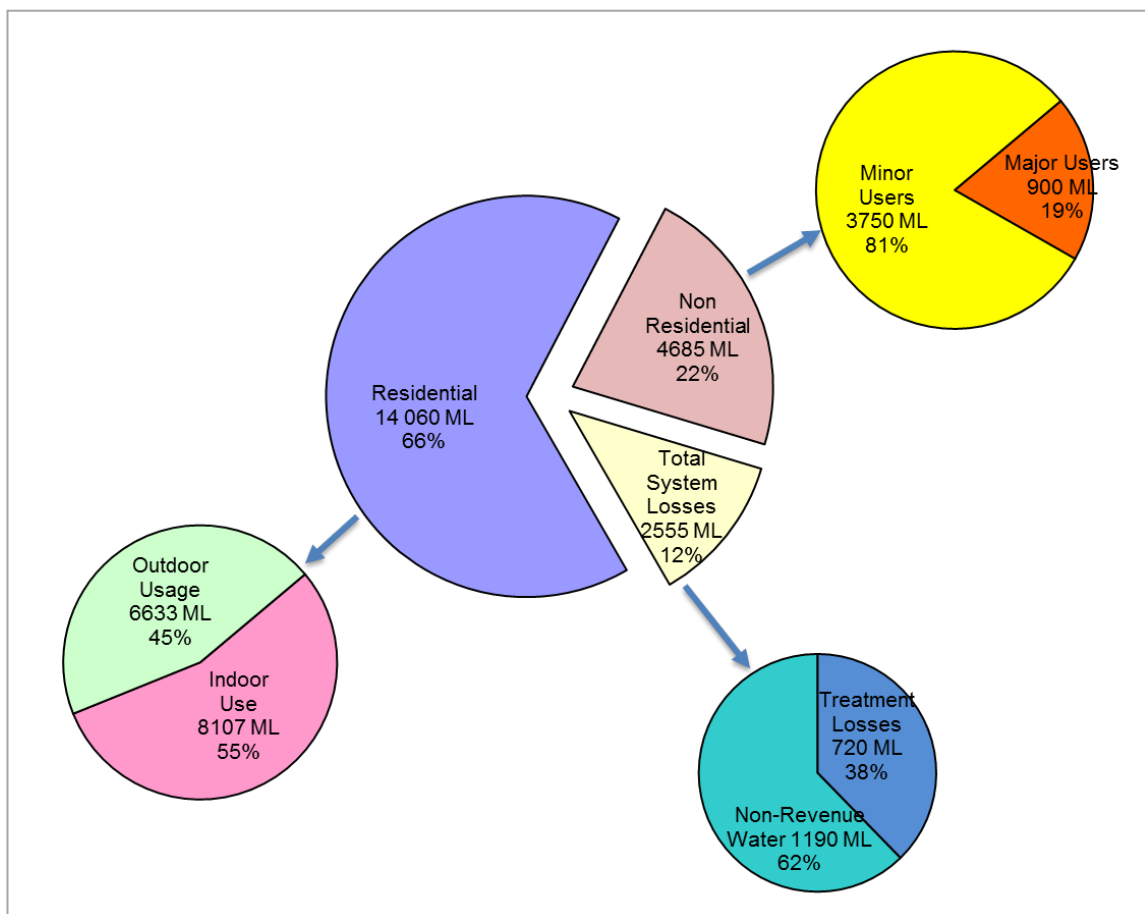 Minor
Users
3750 ML
81%
Major Users
900 ML
19%
Non
Residential
4685 ML
22%
Residential
14 060 ML
66%
Total
System
Losses
2555 ML
12%
Outdoor
Usage
6633 ML
45%
Indoor
Use
8107 ML
55%
Treatment
Losses
720 ML
38%
Non-Revenue
Water 1190 ML
62%